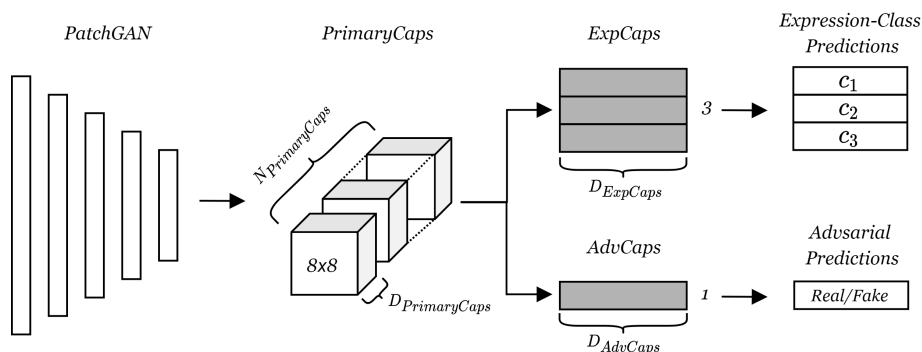 PatchGAN
PrimaryCaps
ExpCaps
Expression-Class
Predictions
N_PrimaryCaps
8x8
D_PrimaryCaps
3
D_ExpCaps
c_1
c_2
c_3
AdvCaps
1
D_AdvCaps
Advsarial
Predictions
Real/Fake